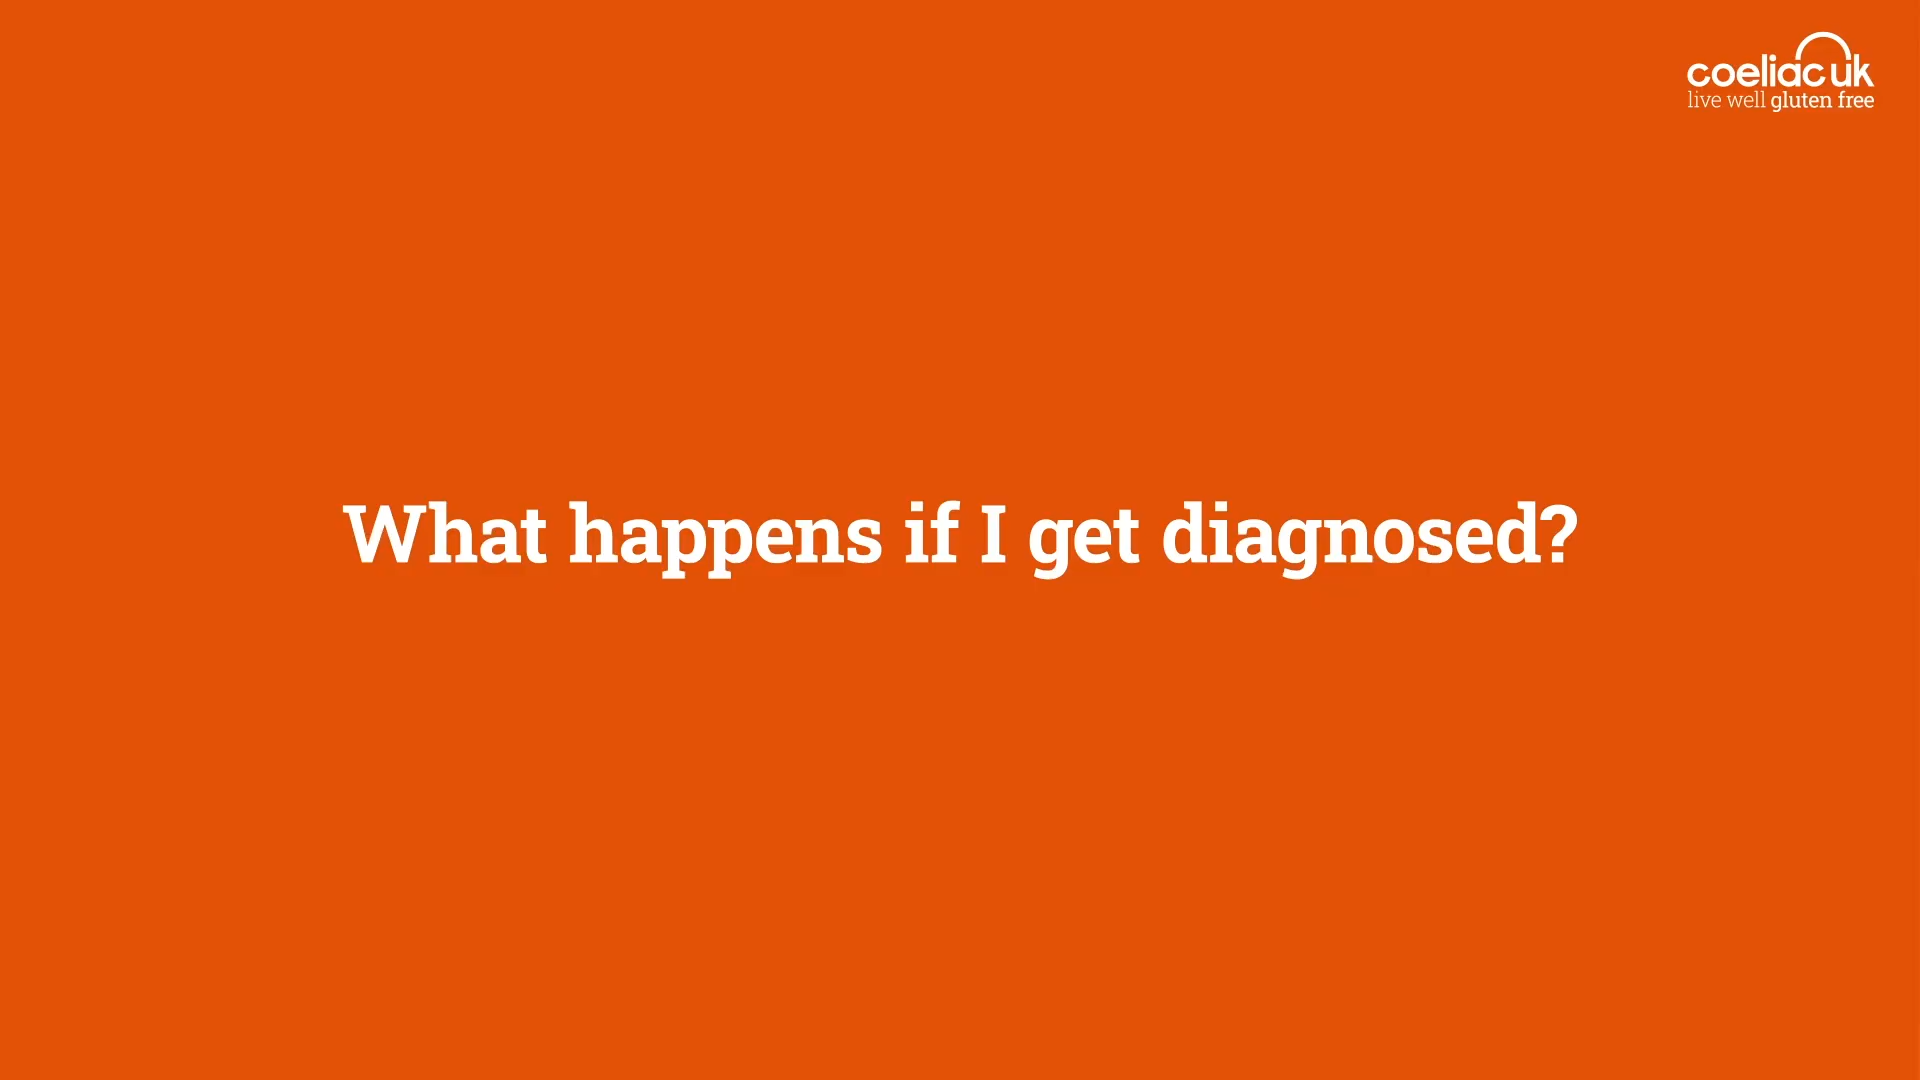 coeliac uk
live well gluten free
What happens if I get diagnosed?